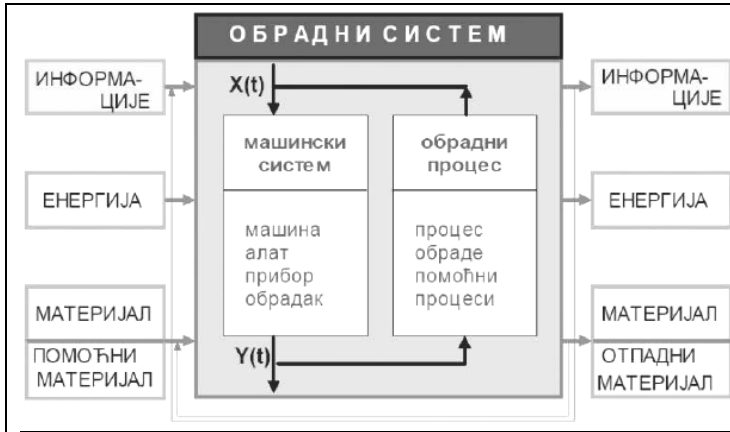 ОБРАДНИ СИСТЕМ
ИНФОРМА-
ЦИЈЕ
ЕНЕРГИЈА
МАТЕРИЈАЛ
ПОМОЋНИ
МАТЕРИЈАЛ
X(t)
машински
систем
машина
алат
прибор
обрадак
Y(t)
обрадни
процес
процес
обраде
помоћни
процеси
ИНФОРМА-
ЦИЈЕ
ЕНЕРГИЈА
МАТЕРИЈАЛ
ОТПАДНИ
МАТЕРИЈАЛ